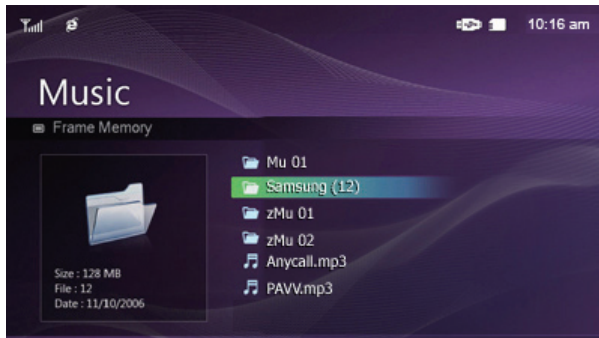 10:16 am
Music
Frame Memory
Mu 01
Samsung (12)
zMu 01
zMu 02
Anycall.mp3
PAVV.mp3
Size : 128 MB
File : 12
Date : 11/10/2006